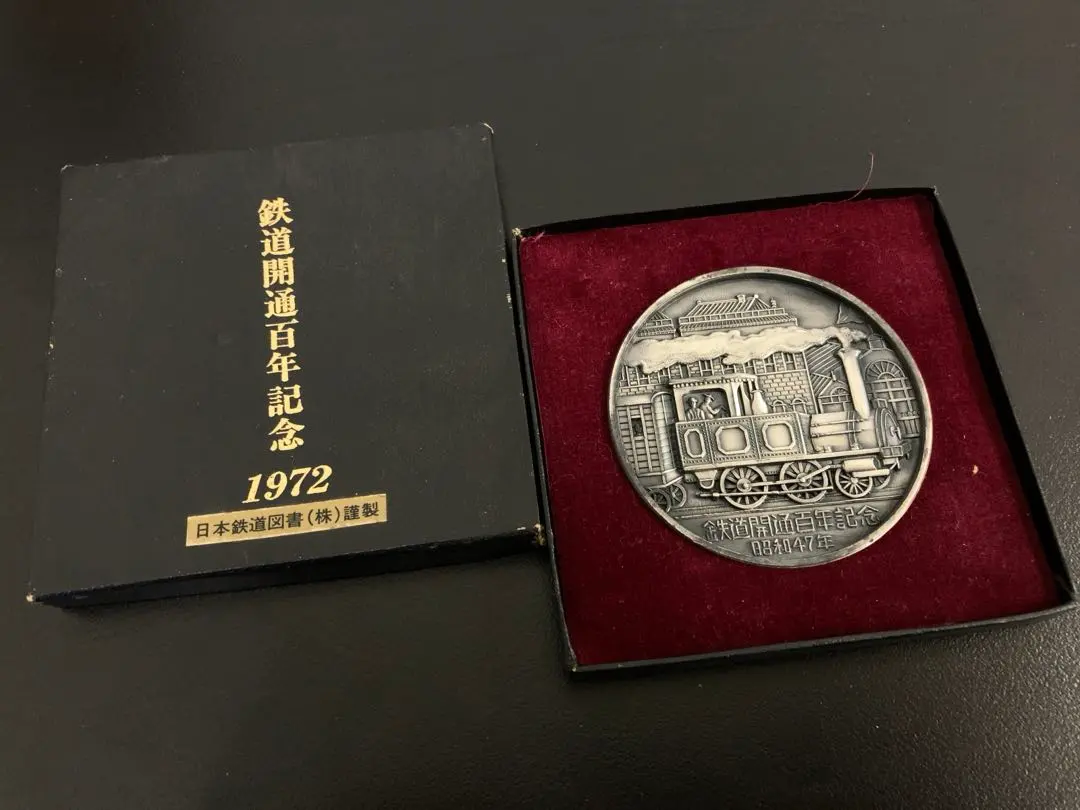 鉄道開通百年記念
1972
日本鉄道図書(株)謹製
鉄道開通百年記念
昭和47年